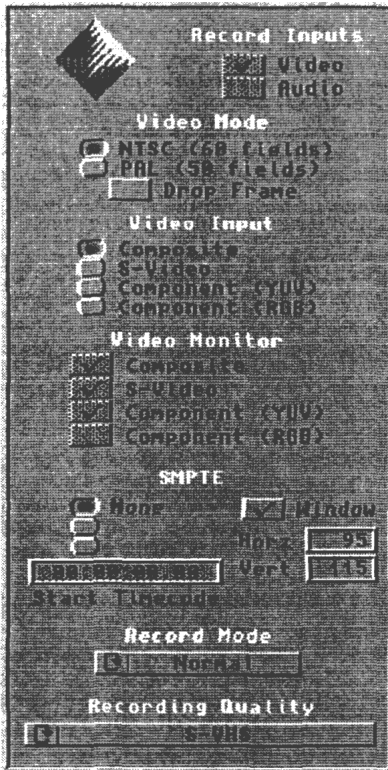 Record Inputs
Video
Audio
Video Mode
NTSC (60 fields)
PAL (50 fields)
Drop Frame
Video Input
Composite
S-Video
Component (YUV)
Component (RGB)
Video Monitor
Composite
S-Video
Component (YUV)
Component (RGB)
SMPTE
None
Window
Horz 95
Vert 115
Start Timecode
Record Mode
Normal
Recording Quality
S-VHS